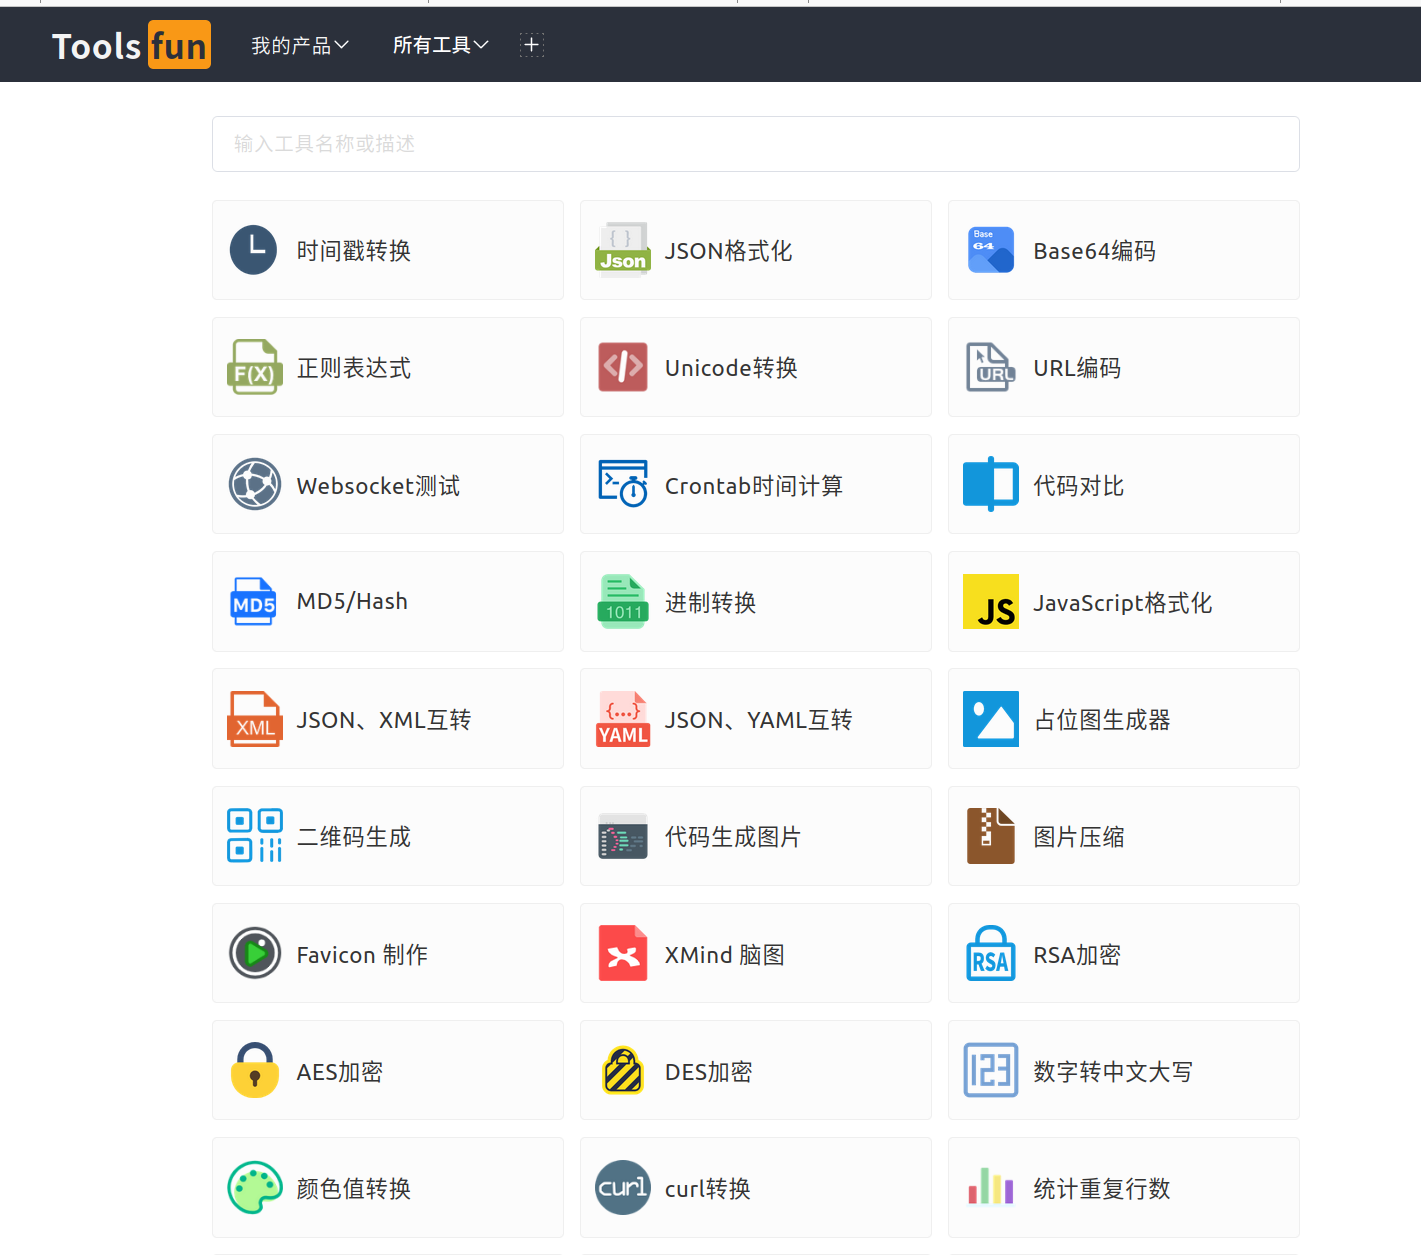 Tools fun 我的产品 所有工具
输入工具名称或描述
时间戳转换
{ } Json
JSON格式化
Base 64
Base64编码
F(X)
正则表达式
Unicode转换
URL
URL编码
Websocket测试
Crontab时间计算
代码对比
MD5
MD5/Hash
1011
进制转换
JS
JavaScript格式化
XML
JSON、XML互转
{...} YAML
JSON、YAML互转
占位图生成器
二维码生成
代码生成图片
图片压缩
Favicon 制作
XMind 脑图
RSA
RSA加密
AES加密
DES加密
123
数字转中文大写
颜色值转换
curl
curl转换
统计重复行数